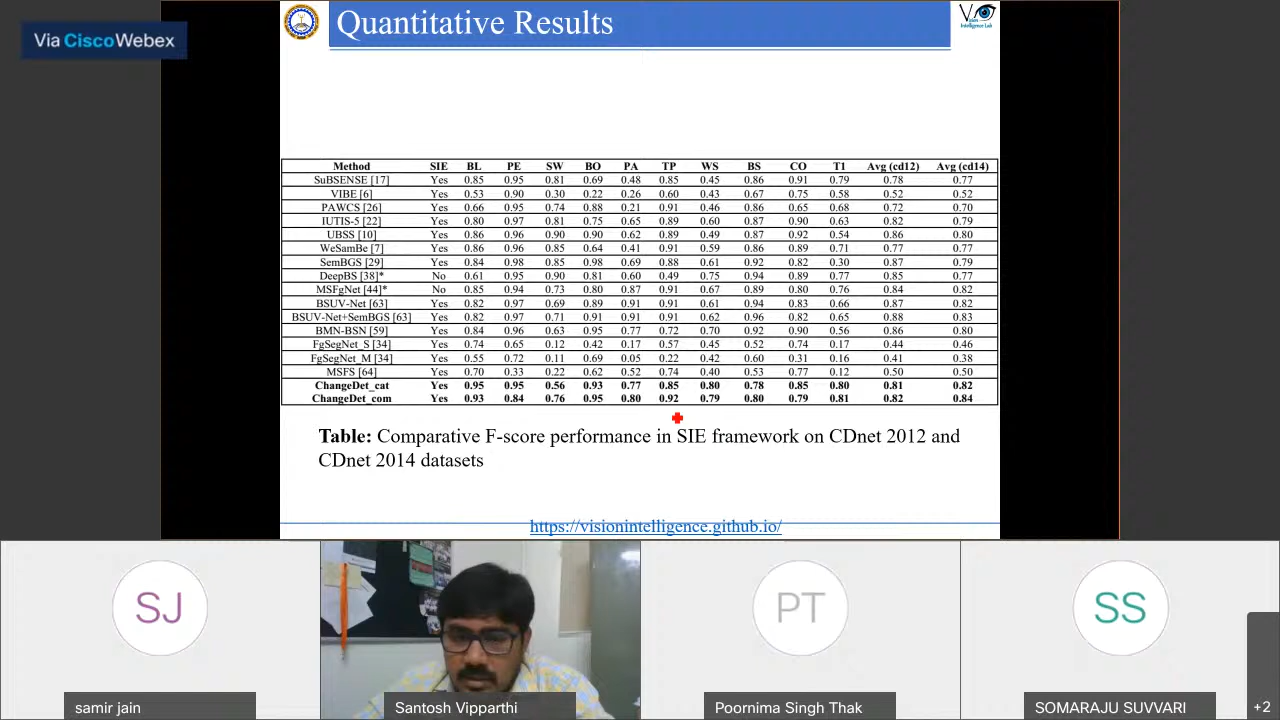 Via Cisco Webex
Quantitative Results
Vision
Intelligence Lab
Method SIE BL PE SW BO PA TP WS BS CO T1 Avg (cd12) Avg (cd14)
SuBSENSE [17] Yes 0.85 0.95 0.81 0.69 0.48 0.85 0.45 0.86 0.91 0.79 0.78 0.77
VIBE [6] Yes 0.53 0.90 0.30 0.22 0.26 0.60 0.43 0.67 0.75 0.58 0.52 0.52
PAWCS [26] Yes 0.66 0.95 0.74 0.88 0.21 0.91 0.46 0.86 0.65 0.68 0.72 0.70
IUTIS-5 [22] Yes 0.80 0.97 0.81 0.75 0.65 0.89 0.60 0.87 0.90 0.63 0.82 0.79
UBSS [10] Yes 0.86 0.96 0.90 0.90 0.62 0.89 0.49 0.87 0.92 0.54 0.86 0.80
WeSamBe [7] Yes 0.86 0.96 0.85 0.64 0.41 0.91 0.59 0.86 0.89 0.71 0.77 0.77
SemBGS [29] Yes 0.84 0.98 0.85 0.98 0.69 0.88 0.61 0.92 0.82 0.30 0.87 0.79
DeepBS [38]* No 0.61 0.95 0.90 0.81 0.60 0.49 0.75 0.94 0.89 0.77 0.85 0.77
MSFgNet [44]* No 0.85 0.94 0.73 0.80 0.87 0.91 0.67 0.89 0.80 0.76 0.84 0.82
BSUV-Net [63] Yes 0.82 0.97 0.69 0.89 0.91 0.91 0.61 0.94 0.83 0.66 0.87 0.82
BSUV-Net+SemBGS [63] Yes 0.82 0.97 0.71 0.91 0.91 0.91 0.62 0.96 0.82 0.65 0.88 0.83
BMN-BSN [59] Yes 0.84 0.96 0.63 0.95 0.77 0.72 0.70 0.92 0.90 0.56 0.86 0.80
FgSegNet_S [34] Yes 0.74 0.65 0.12 0.42 0.17 0.57 0.45 0.52 0.74 0.17 0.44 0.46
FgSegNet_M [34] Yes 0.55 0.72 0.11 0.69 0.05 0.22 0.42 0.60 0.31 0.16 0.41 0.38
MSFS [64] Yes 0.70 0.33 0.22 0.62 0.52 0.74 0.40 0.53 0.77 0.12 0.50 0.50
ChangeDet_cat Yes 0.95 0.95 0.56 0.93 0.77 0.85 0.80 0.78 0.85 0.80 0.81 0.82
ChangeDet_com Yes 0.93 0.84 0.76 0.95 0.80 0.92 0.79 0.80 0.79 0.81 0.82 0.84
Table: Comparative F-score performance in SIE framework on CDnet 2012 and
CDnet 2014 datasets
https://visionintelligence.github.io/
SJ
PT
SS
samir jain
Santosh Vipparthi
Poornima Singh Thak
SOMARAJU SUVVARI
+2